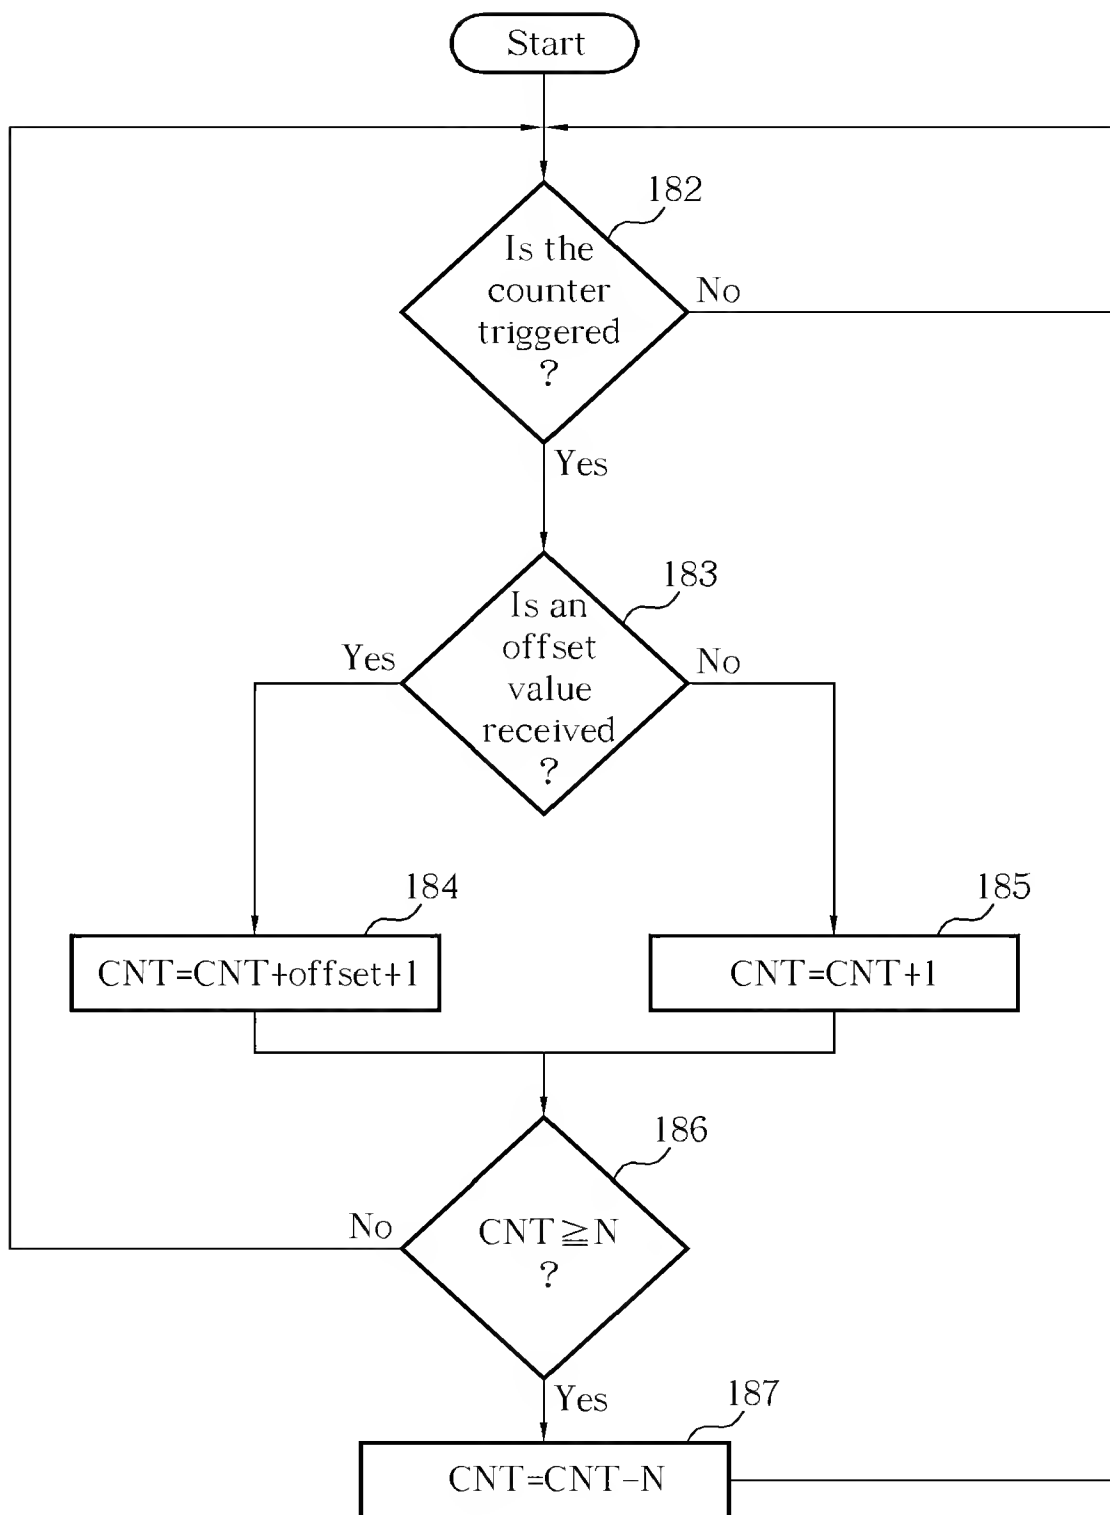 Start
182
Is the
counter
triggered
?
No
Yes
183
Is an
offset
value
received
?
Yes
No
184
CNT=CNT+offset+1
185
CNT=CNT+1
186
CNT≧N
?
No
Yes
187
CNT=CNT-N